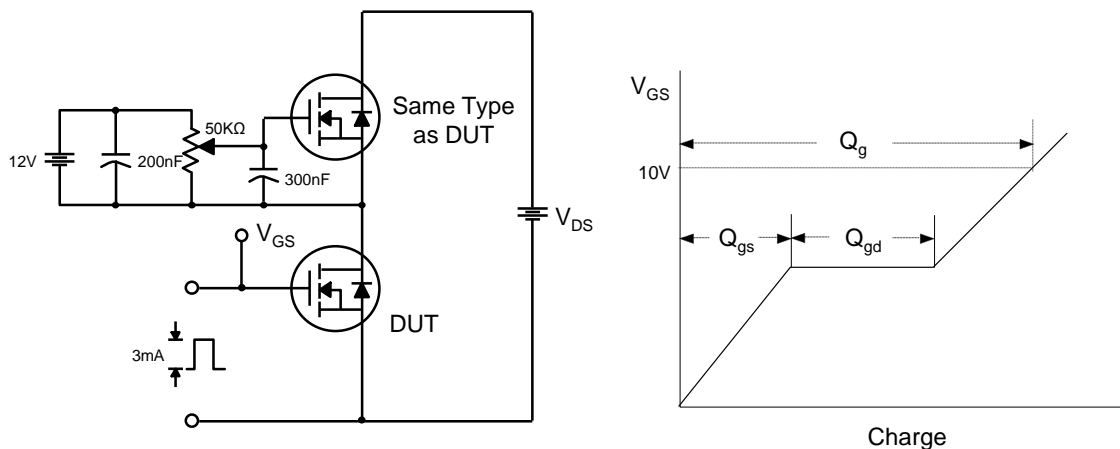 50KΩ
12V
200nF
300nF
Same Type
as DUT
V_GS
V_DS
DUT
3mA
V_GS
Q_g
10V
Q_gs
Q_gd
Charge